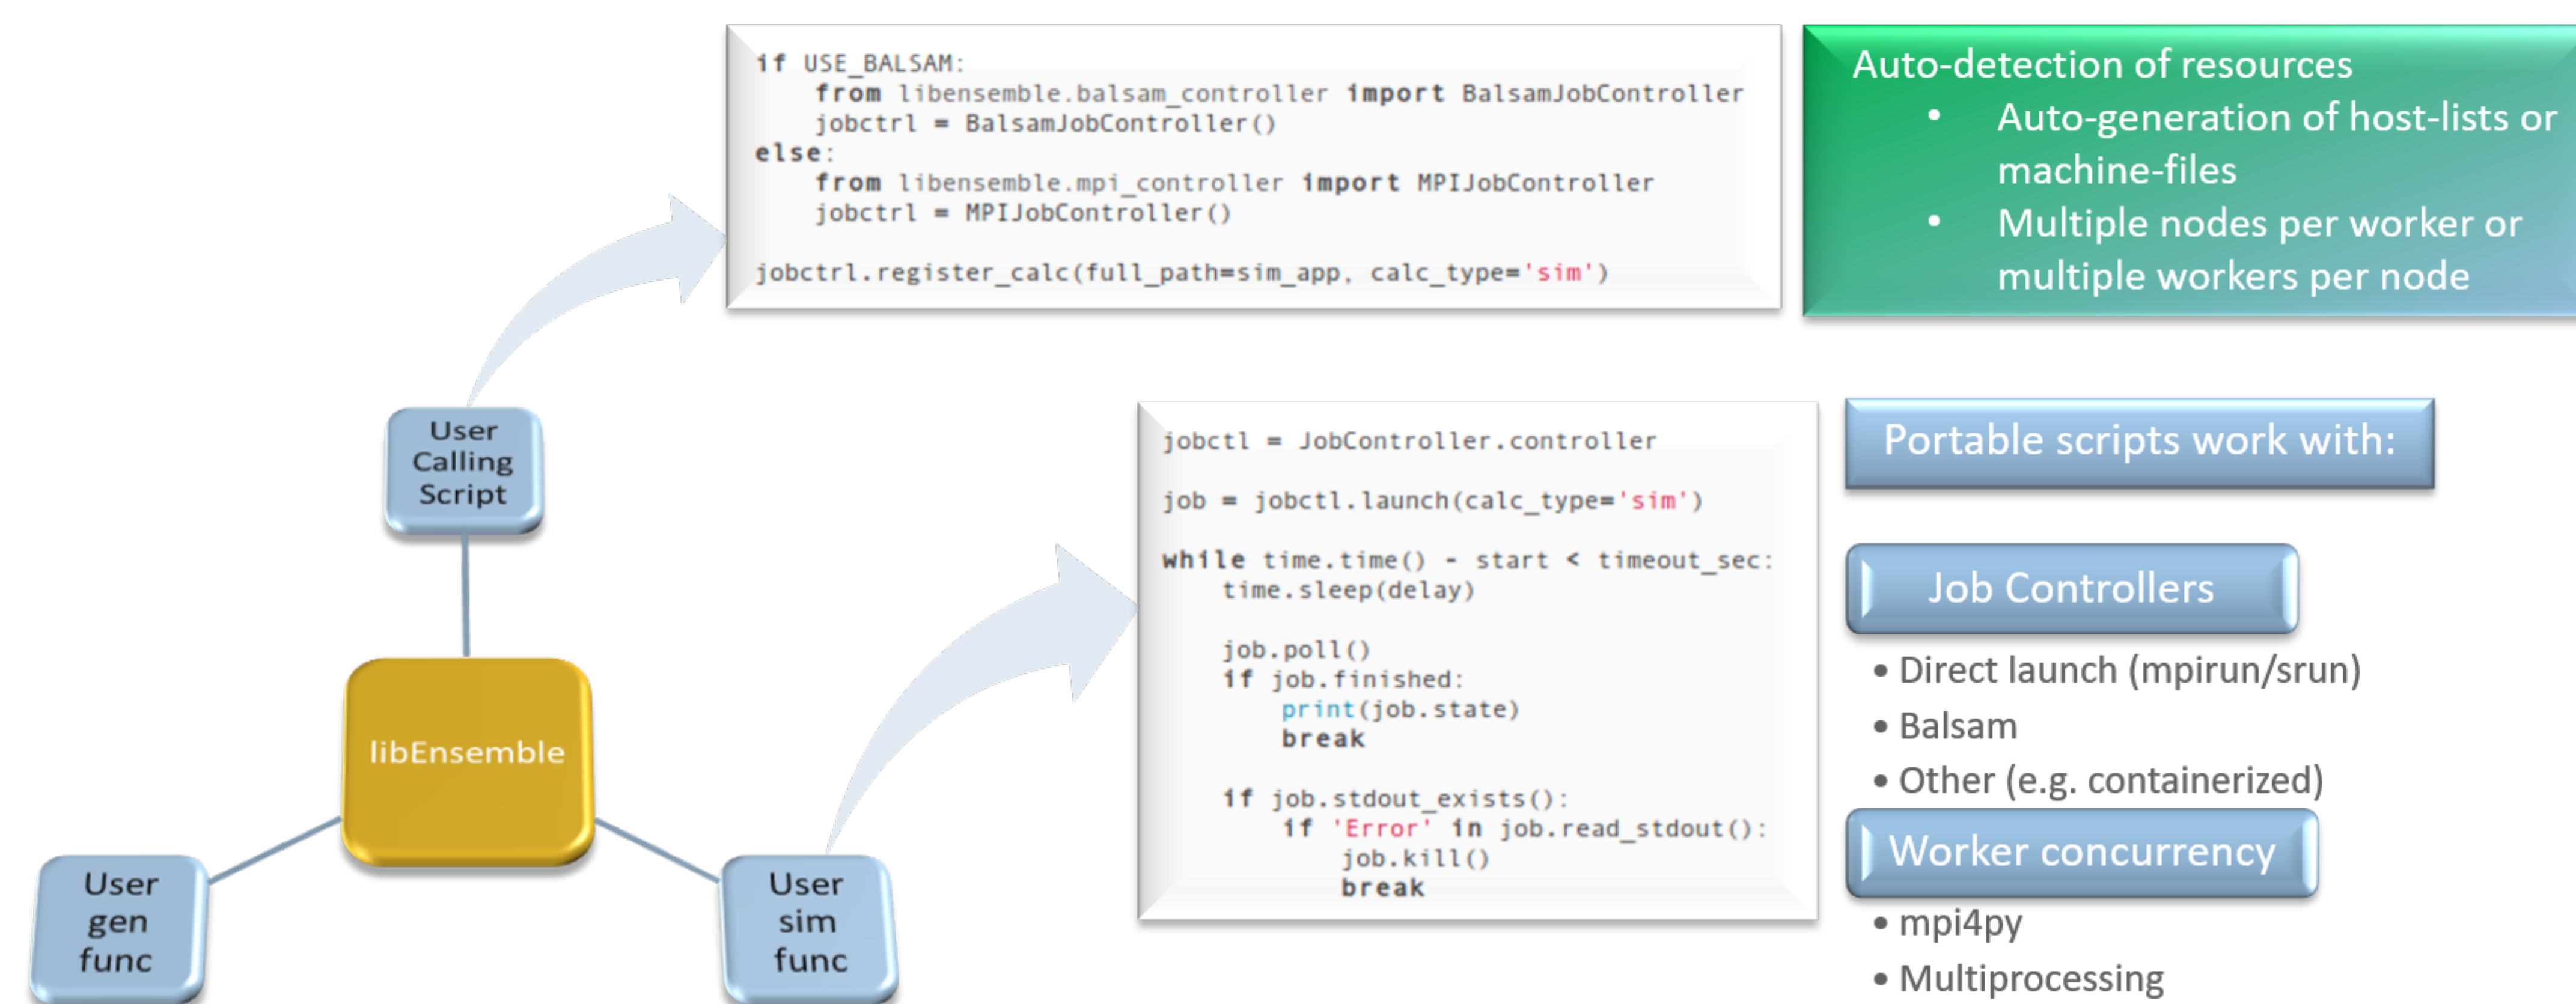 if USE_BALSAM:
    from libensemble.balsam_controller import BalsamJobController
    jobctrl = BalsamJobController()
else:
    from libensemble.mpi_controller import MPIJobController
    jobctrl = MPIJobController()
jobctrl.register_calc(full_path=sim_app, calc_type='sim')
Auto-detection of resources
• Auto-generation of host-lists or
machine-files
• Multiple nodes per worker or
multiple workers per node
User
Calling
Script
libEnsemble
User
gen
func
User
sim
func
jobctl = JobController.controller
job = jobctl.launch(calc_type='sim')
while time.time() - start < timeout_sec:
    time.sleep(delay)
    job.poll()
    if job.finished:
        print(job.state)
        break
    if job.stdout_exists():
        if 'Error' in job.read_stdout():
            job.kill()
            break
Portable scripts work with:
Job Controllers
• Direct launch (mpirun/srun)
• Balsam
• Other (e.g. containerized)
Worker concurrency
• mpi4py
• Multiprocessing